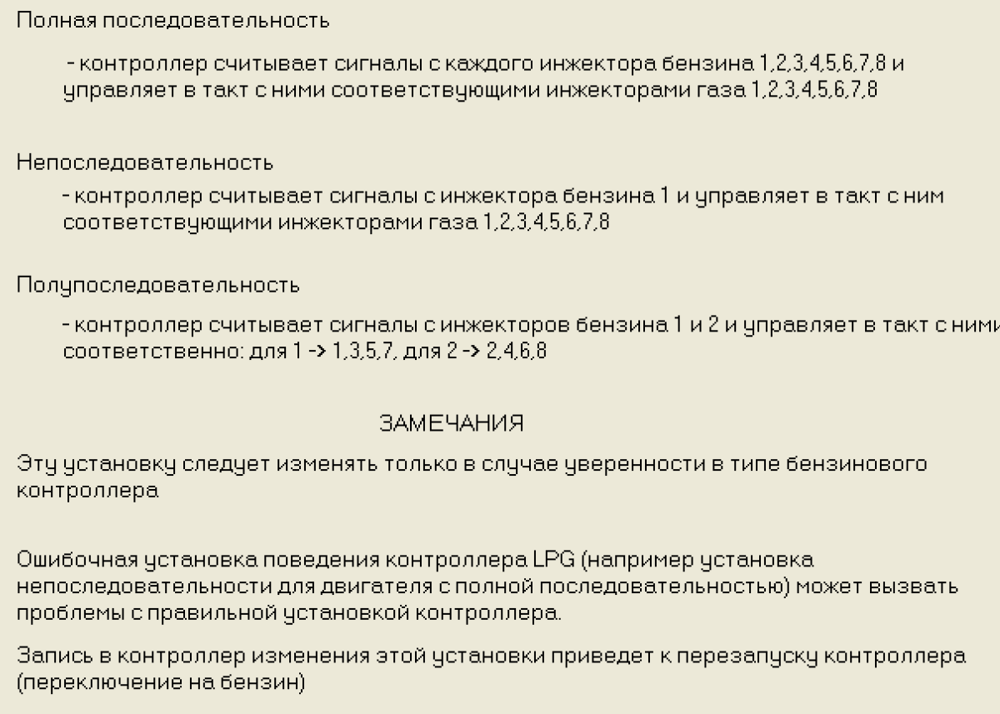 Полная последовательность
- контроллер считывает сигналы с каждого инжектора бензина 1,2,3,4,5,6,7,8 и
управляет в такт с ними соответствующими инжекторами газа 1,2,3,4,5,6,7,8
Непоследовательность
- контроллер считывает сигналы с инжектора бензина 1 и управляет в такт с ним
соответствующими инжекторами газа 1,2,3,4,5,6,7,8
Полупоследовательность
- контроллер считывает сигналы с инжекторов бензина 1 и 2 и управляет в такт с ними
соответственно: для 1 -> 1,3,5,7, для 2 -> 2,4,6,8
ЗАМЕЧАНИЯ
Эту установку следует изменять только в случае уверенности в типе бензинового
контроллера
Ошибочная установка поведения контроллера LPG (например установка
непоследовательности для двигателя с полной последовательностью) может вызвать
проблемы с правильной установкой контроллера.
Запись в контроллер изменения этой установки приведет к перезапуску контроллера
(переключение на бензин)